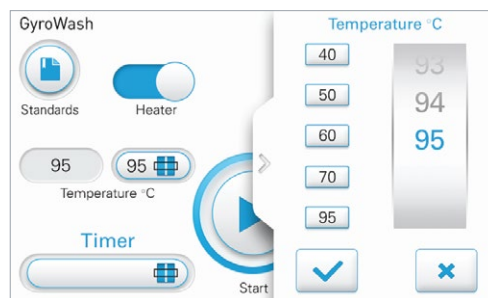 GyroWash
Standards
Heater
95
95
Temperature °C
Timer
Start
Temperature °C
40
50
60
70
95
93
94
95